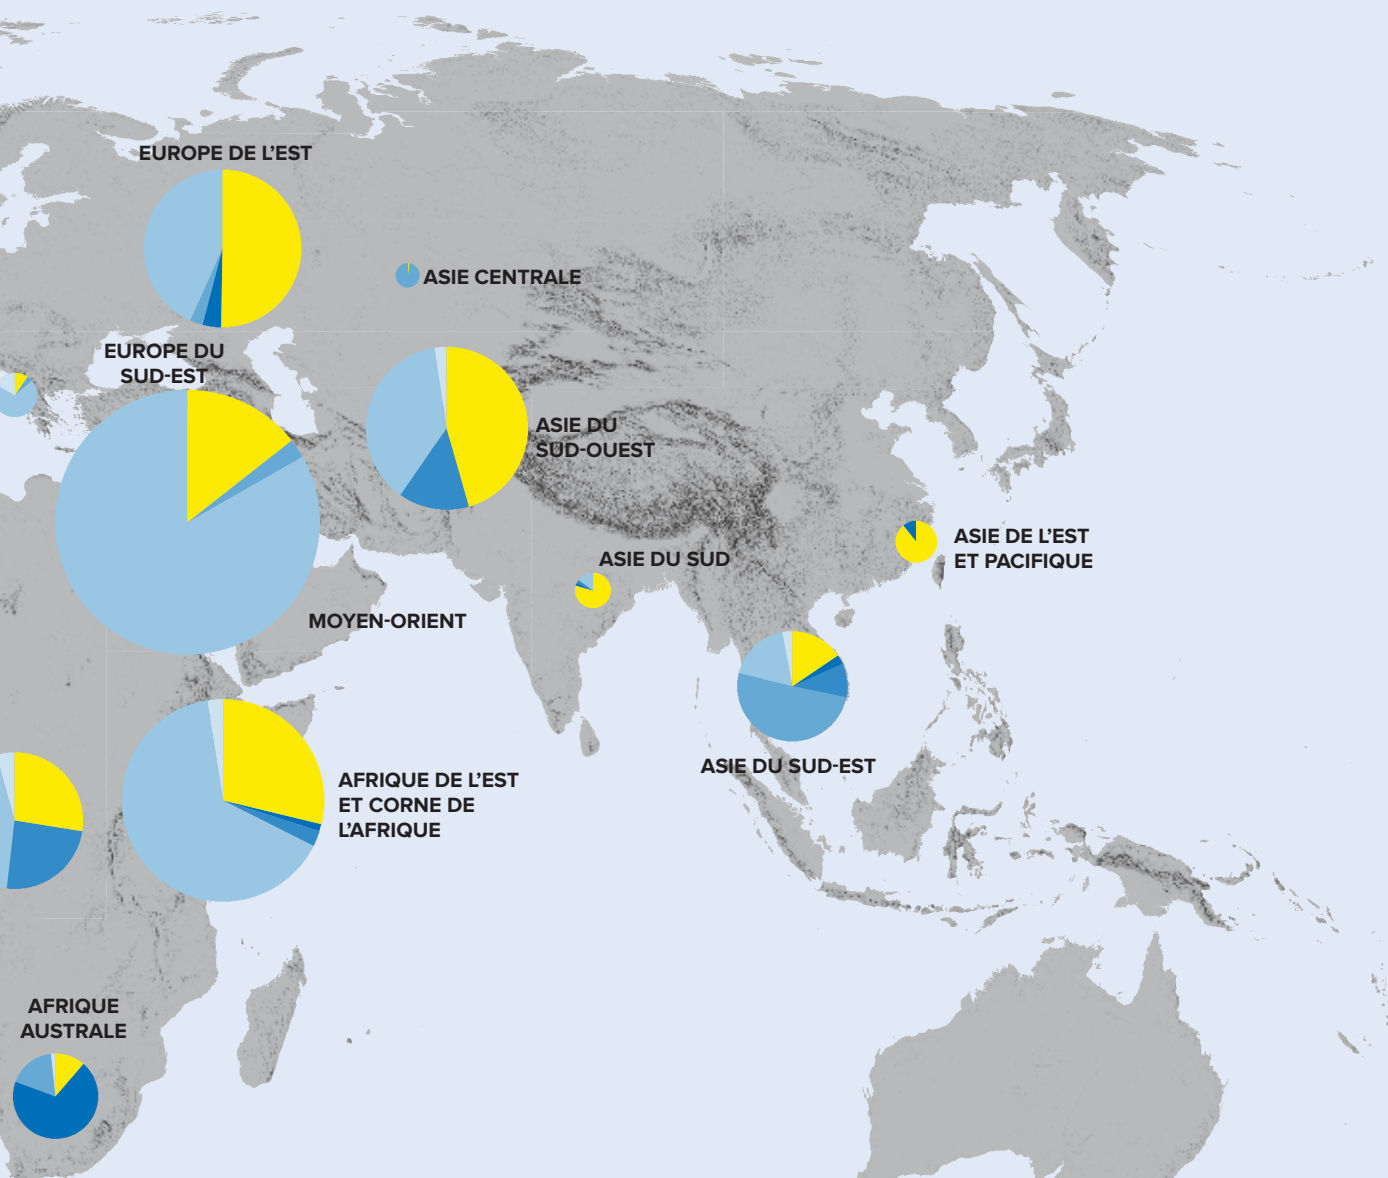 EUROPE DE L’EST
ASIE CENTRALE
EUROPE DU
SUD-EST
ASIE DU
SUD-OUEST
ASIE DE L’EST
ET PACIFIQUE
ASIE DU SUD
MOYEN-ORIENT
ASIE DU SUD-EST
AFRIQUE DE L’EST
ET CORNE DE
L’AFRIQUE
AFRIQUE
AUSTRALE